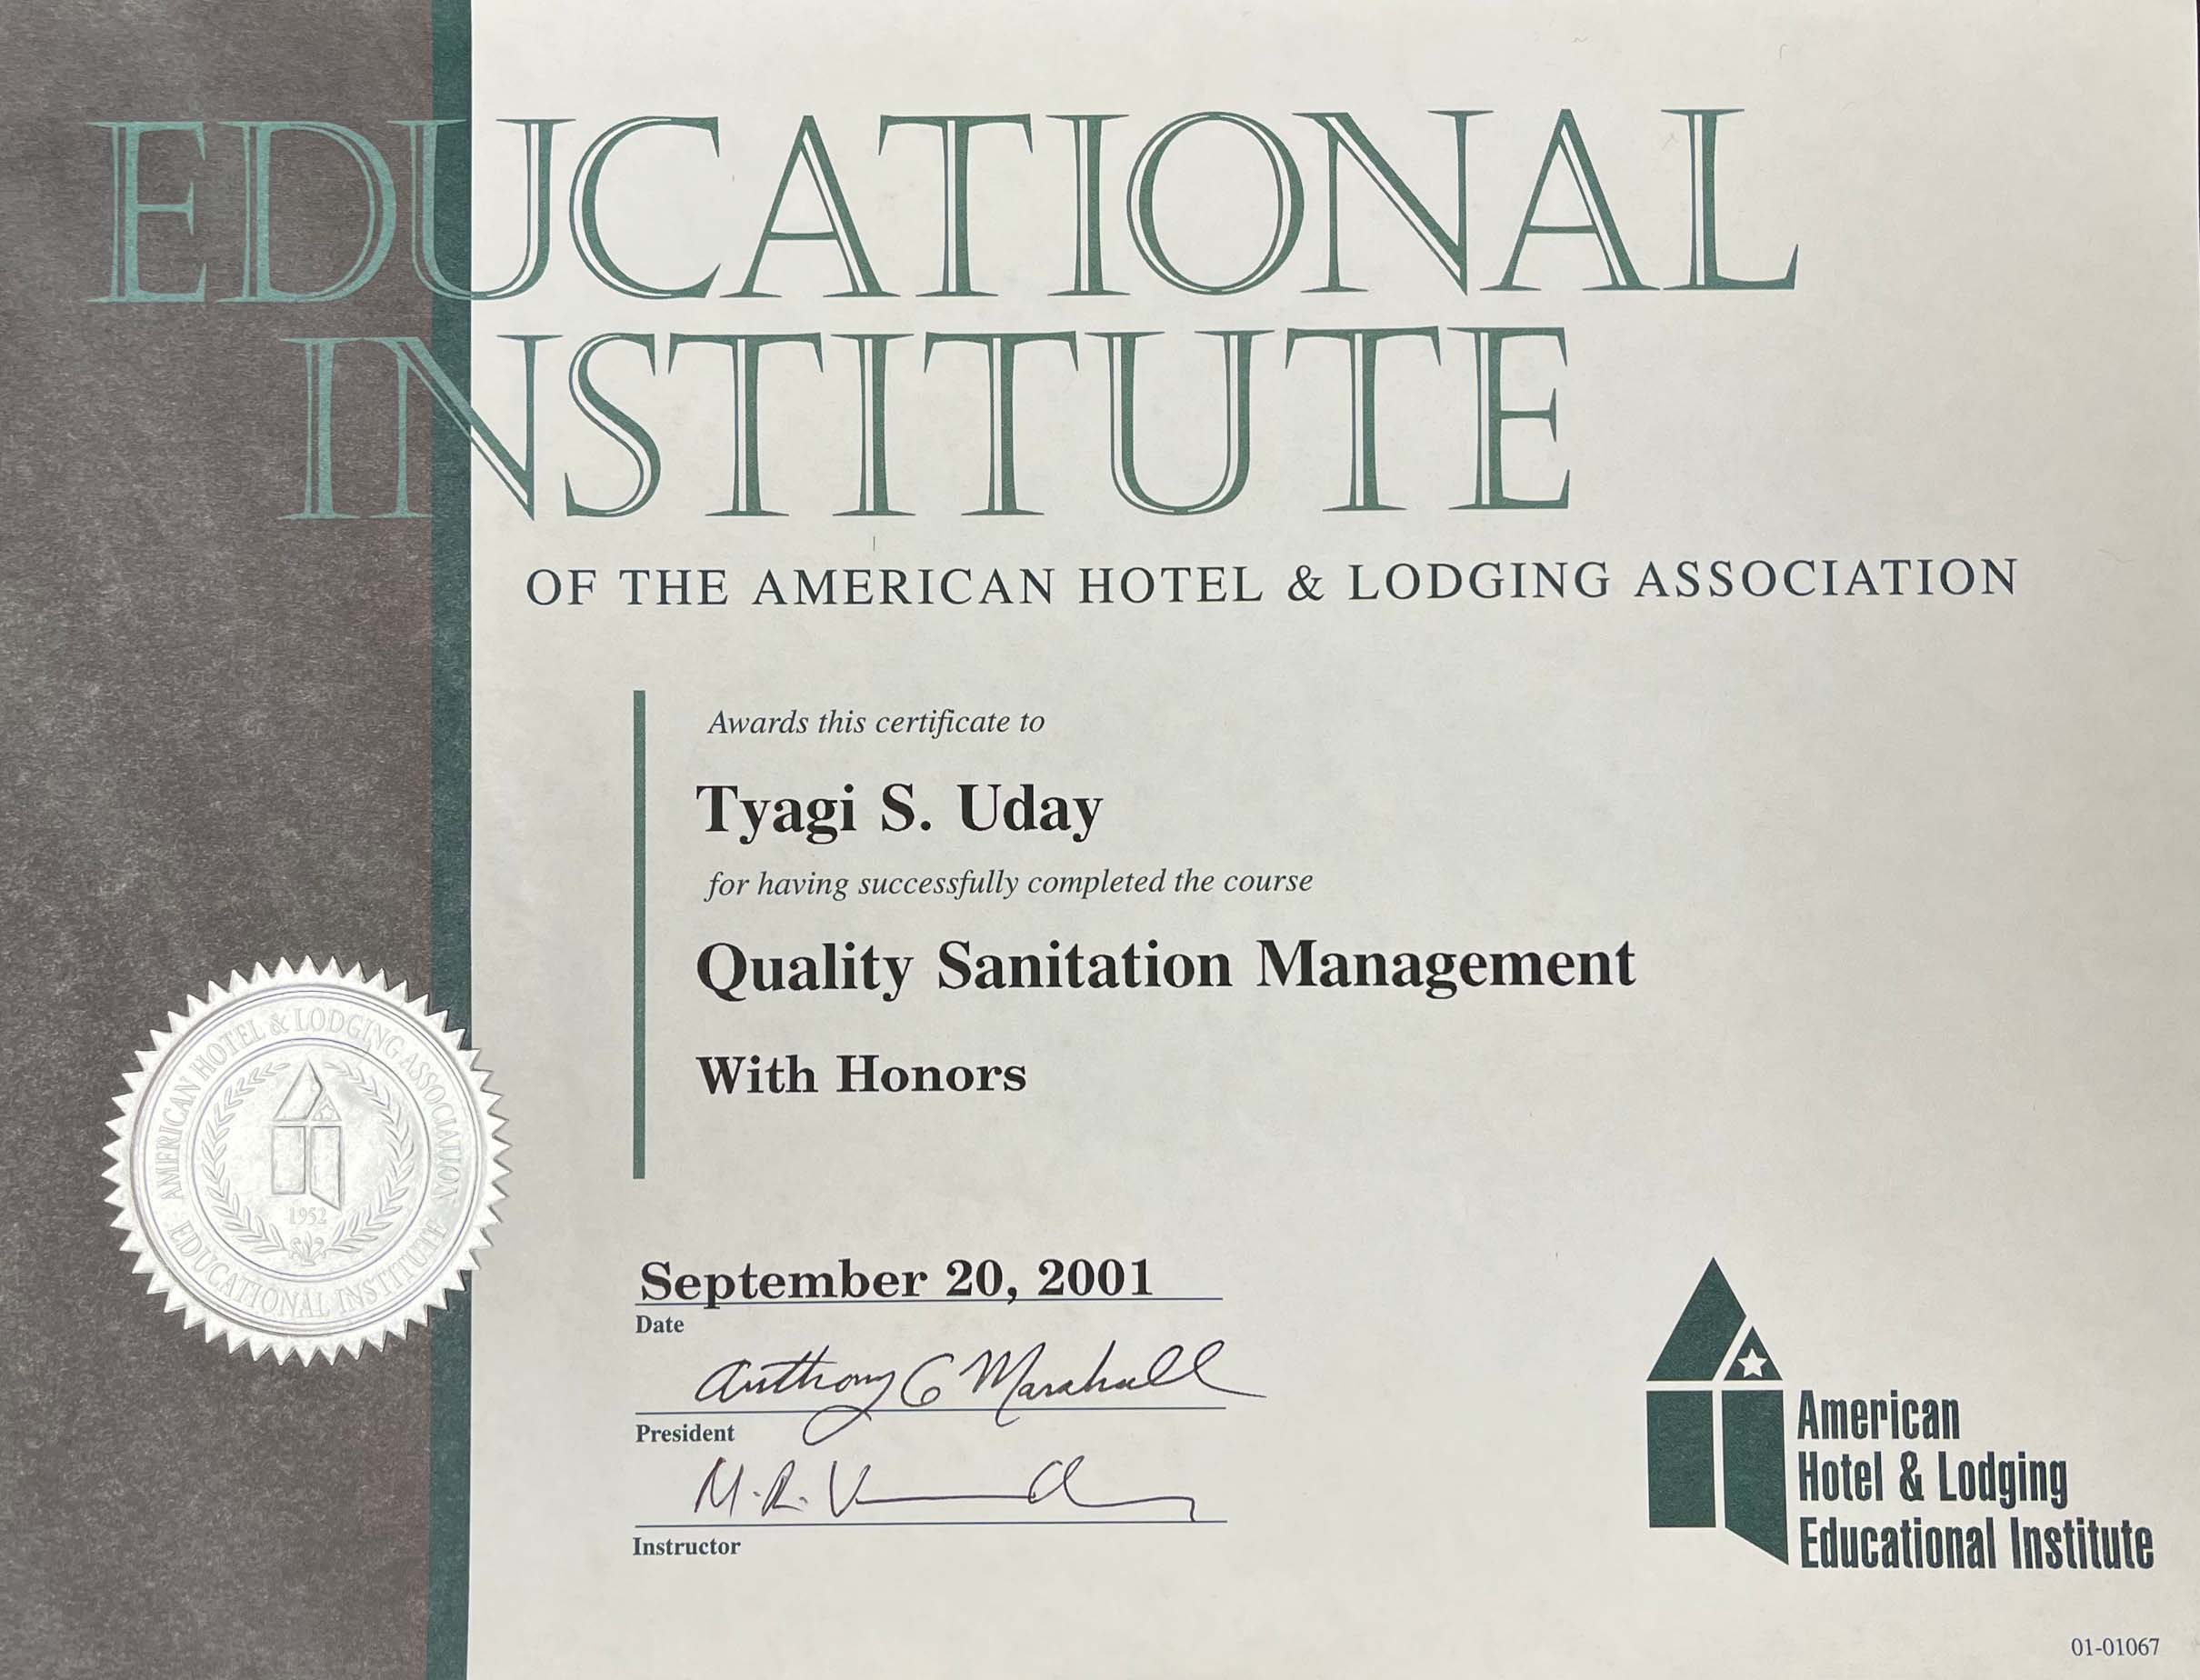 EDUCATIONAL
INSTITUTE
OF THE AMERICAN HOTEL & LODGING ASSOCIATION
Awards this certificate to
Tyagi S. Uday
for having successfully completed the course
Quality Sanitation Management
With Honors
AMERICAN HOTEL & LODGING ASSOCIATION
1952
EDUCATIONAL INSTITUTE
September 20, 2001
Date
Anthony G Marshall
President
M.R.
Instructor
American
Hotel & Lodging
Educational Institute
01-01067